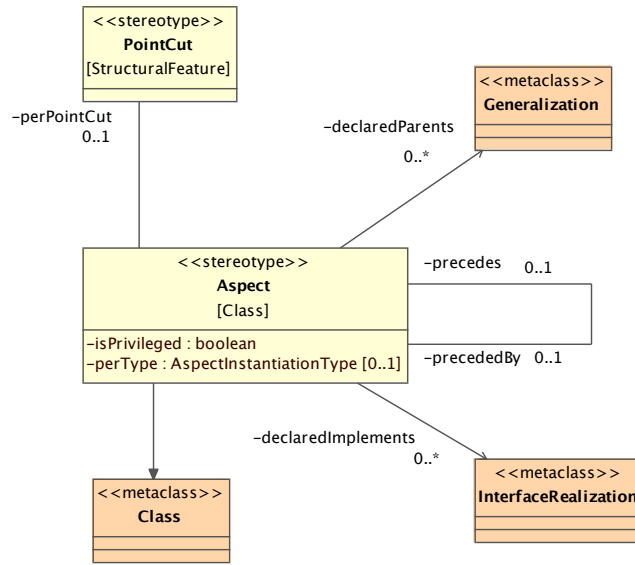 <<stereotype>>
PointCut
[StructuralFeature]
<<metaclass>>
Generalization
-perPointCut
0..1
-declaredParents
0..*
<<stereotype>>
Aspect
[Class]
-isPrivileged : boolean
-perType : AspectInstantiationType [0..1]
-precedes 0..1
-precededBy 0..1
-declaredImplements
0..*
<<metaclass>>
Class
<<metaclass>>
InterfaceRealization